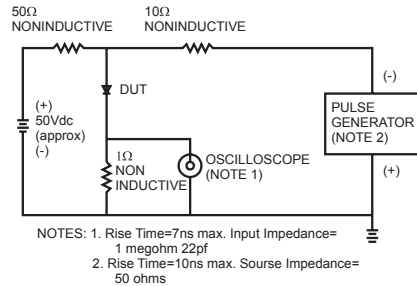 50Ω
NONINDUCTIVE
10Ω
NONINDUCTIVE
(+)
50Vdc
(approx)
(-)
DUT
1Ω
NON
INDUCTIVE
OSCILLOSCOPE
(NOTE 1)
(-)
PULSE
GENERATOR
(NOTE 2)
(+)
NOTES: 1. Rise Time=7ns max. Input Impedance=
1 megohm 22pf
2. Rise Time=10ns max. Sourse Impedance=
50 ohms